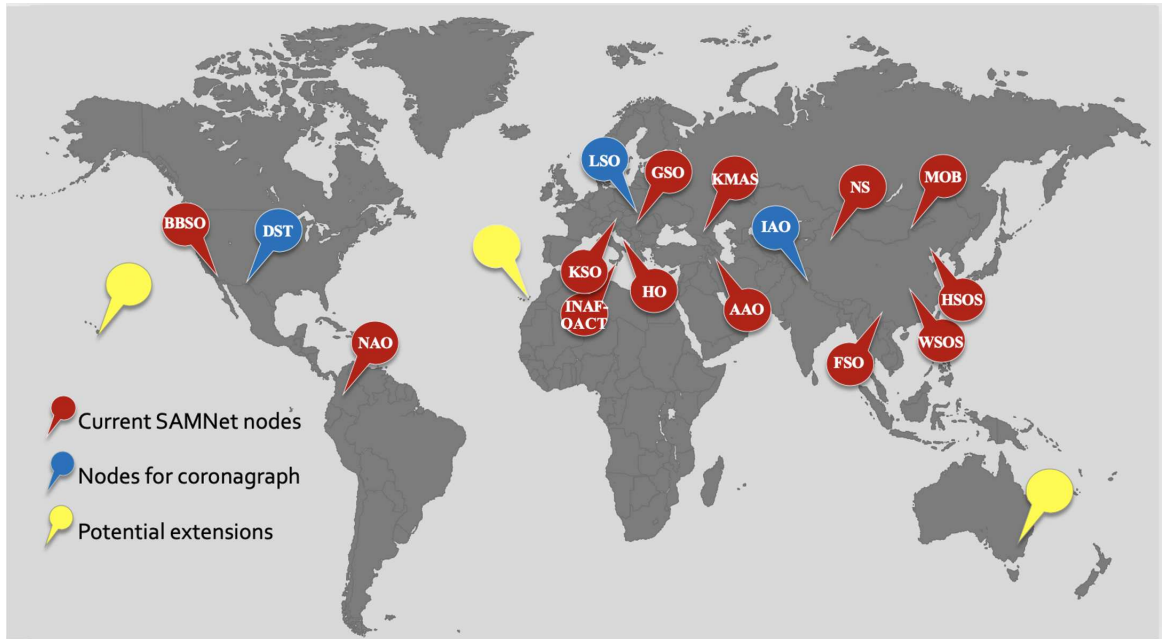 LSO
GSO
KMAS
NS
MOB
BBSO
DST
IAO
KSO
HO
INAF-
OACT
AAO
HSOS
WSOS
FSO
NAO
Current SAMNet nodes
Nodes for coronagraph
Potential extensions